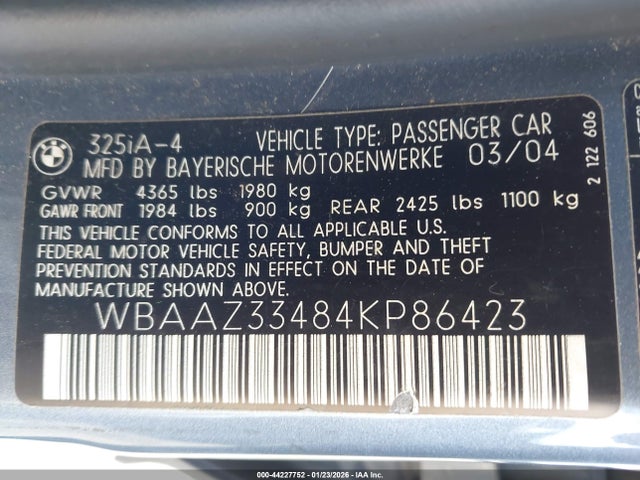 325iA-4 VEHICLE TYPE: PASSENGER CAR
MFD BY BAYERISCHE MOTORENWERKE 03/04
GVWR 4365 lbs 1980 kg
GAWR FRONT 1984 lbs 900 kg REAR 2425 lbs 1100 kg
THIS VEHICLE CONFORMS TO ALL APPLICABLE U.S.
FEDERAL MOTOR VEHICLE SAFETY, BUMPER AND THEFT
PREVENTION STANDARDS IN EFFECT ON THE DATE OF
MANUFACTURE SHOWN ABOVE.
WBAAZ33484KP86423
2 122 606
000-44227752 - 01/23/2026 - IAA Inc.